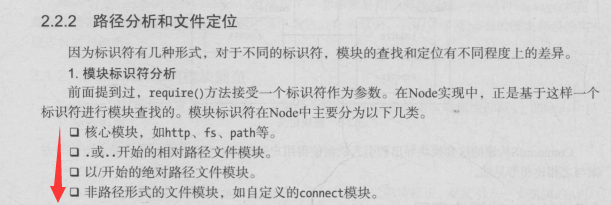 2.2.2 路径分析和文件定位
因为标识符有几种形式，对于不同的标识符，模块的查找和定位有不同程度上的差异。
1. 模块标识符分析
前面提到过，require()方法接受一个标识符作为参数。在Node实现中，正是基于这样一个
标识符进行模块查找的。模块标识符在Node中主要分为以下几类。
❑ 核心模块，如http、fs、path等。
❑ .或..开始的相对路径文件模块。
❑ 以/开始的绝对路径文件模块。
❑ 非路径形式的文件模块，如自定义的connect模块。